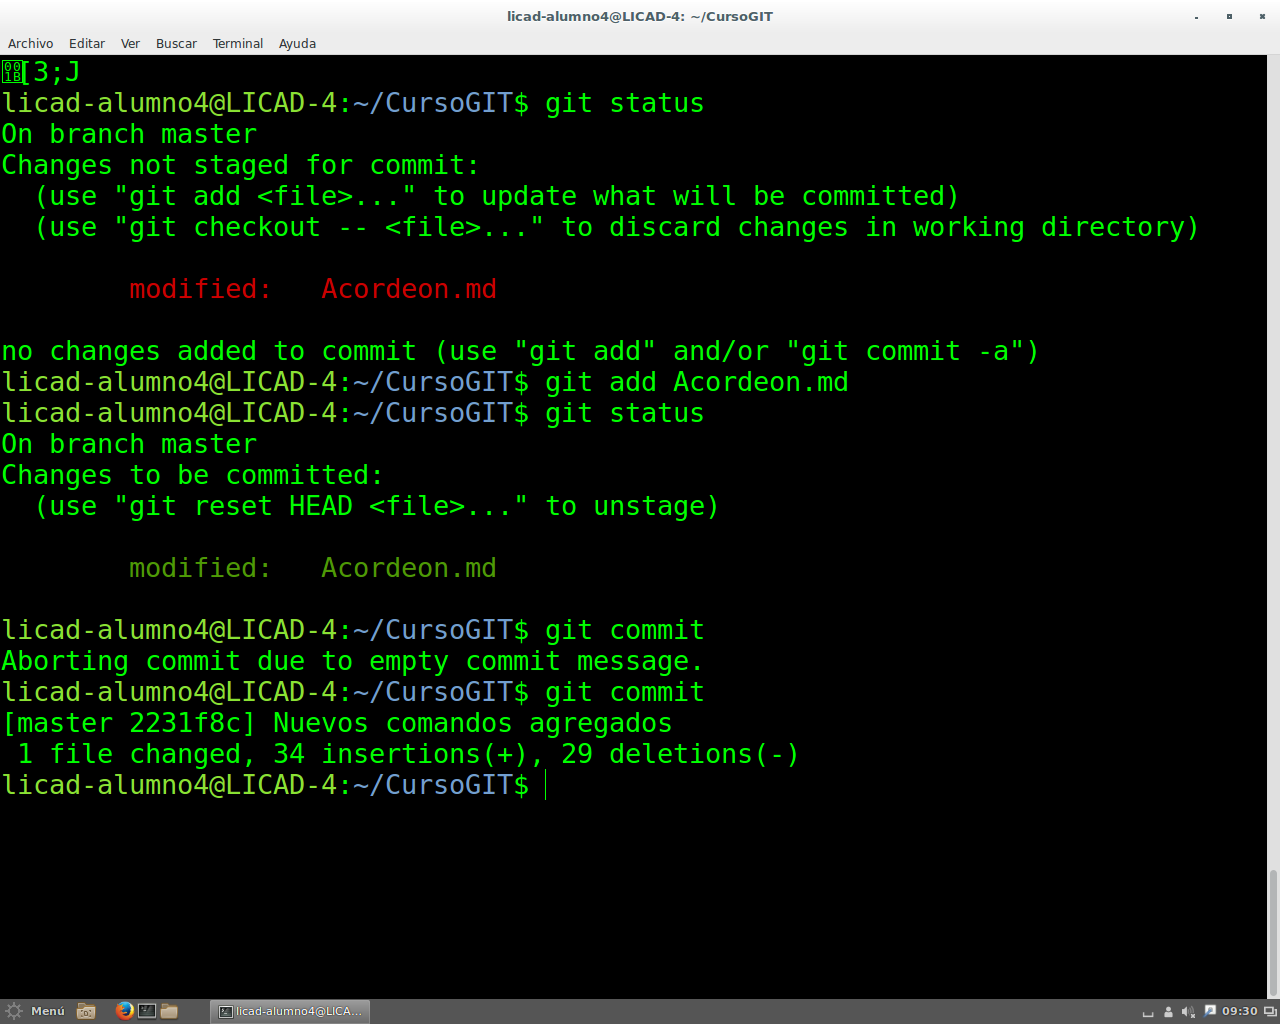 licad-alumno4@LICAD-4: ~/CursoGIT
Archivo Editar Ver Buscar Terminal Ayuda
001B[3;J
licad-alumno4@LICAD-4:~/CursoGIT$ git status
On branch master
Changes not staged for commit:
  (use "git add <file>..." to update what will be committed)
  (use "git checkout -- <file>..." to discard changes in working directory)
        modified:   Acordeon.md
no changes added to commit (use "git add" and/or "git commit -a")
licad-alumno4@LICAD-4:~/CursoGIT$ git add Acordeon.md
licad-alumno4@LICAD-4:~/CursoGIT$ git status
On branch master
Changes to be committed:
  (use "git reset HEAD <file>..." to unstage)
        modified:   Acordeon.md
licad-alumno4@LICAD-4:~/CursoGIT$ git commit
Aborting commit due to empty commit message.
licad-alumno4@LICAD-4:~/CursoGIT$ git commit
[master 2231f8c] Nuevos comandos agregados
 1 file changed, 34 insertions(+), 29 deletions(-)
licad-alumno4@LICAD-4:~/CursoGIT$
Menú licad-alumno4@LICA... 09:30